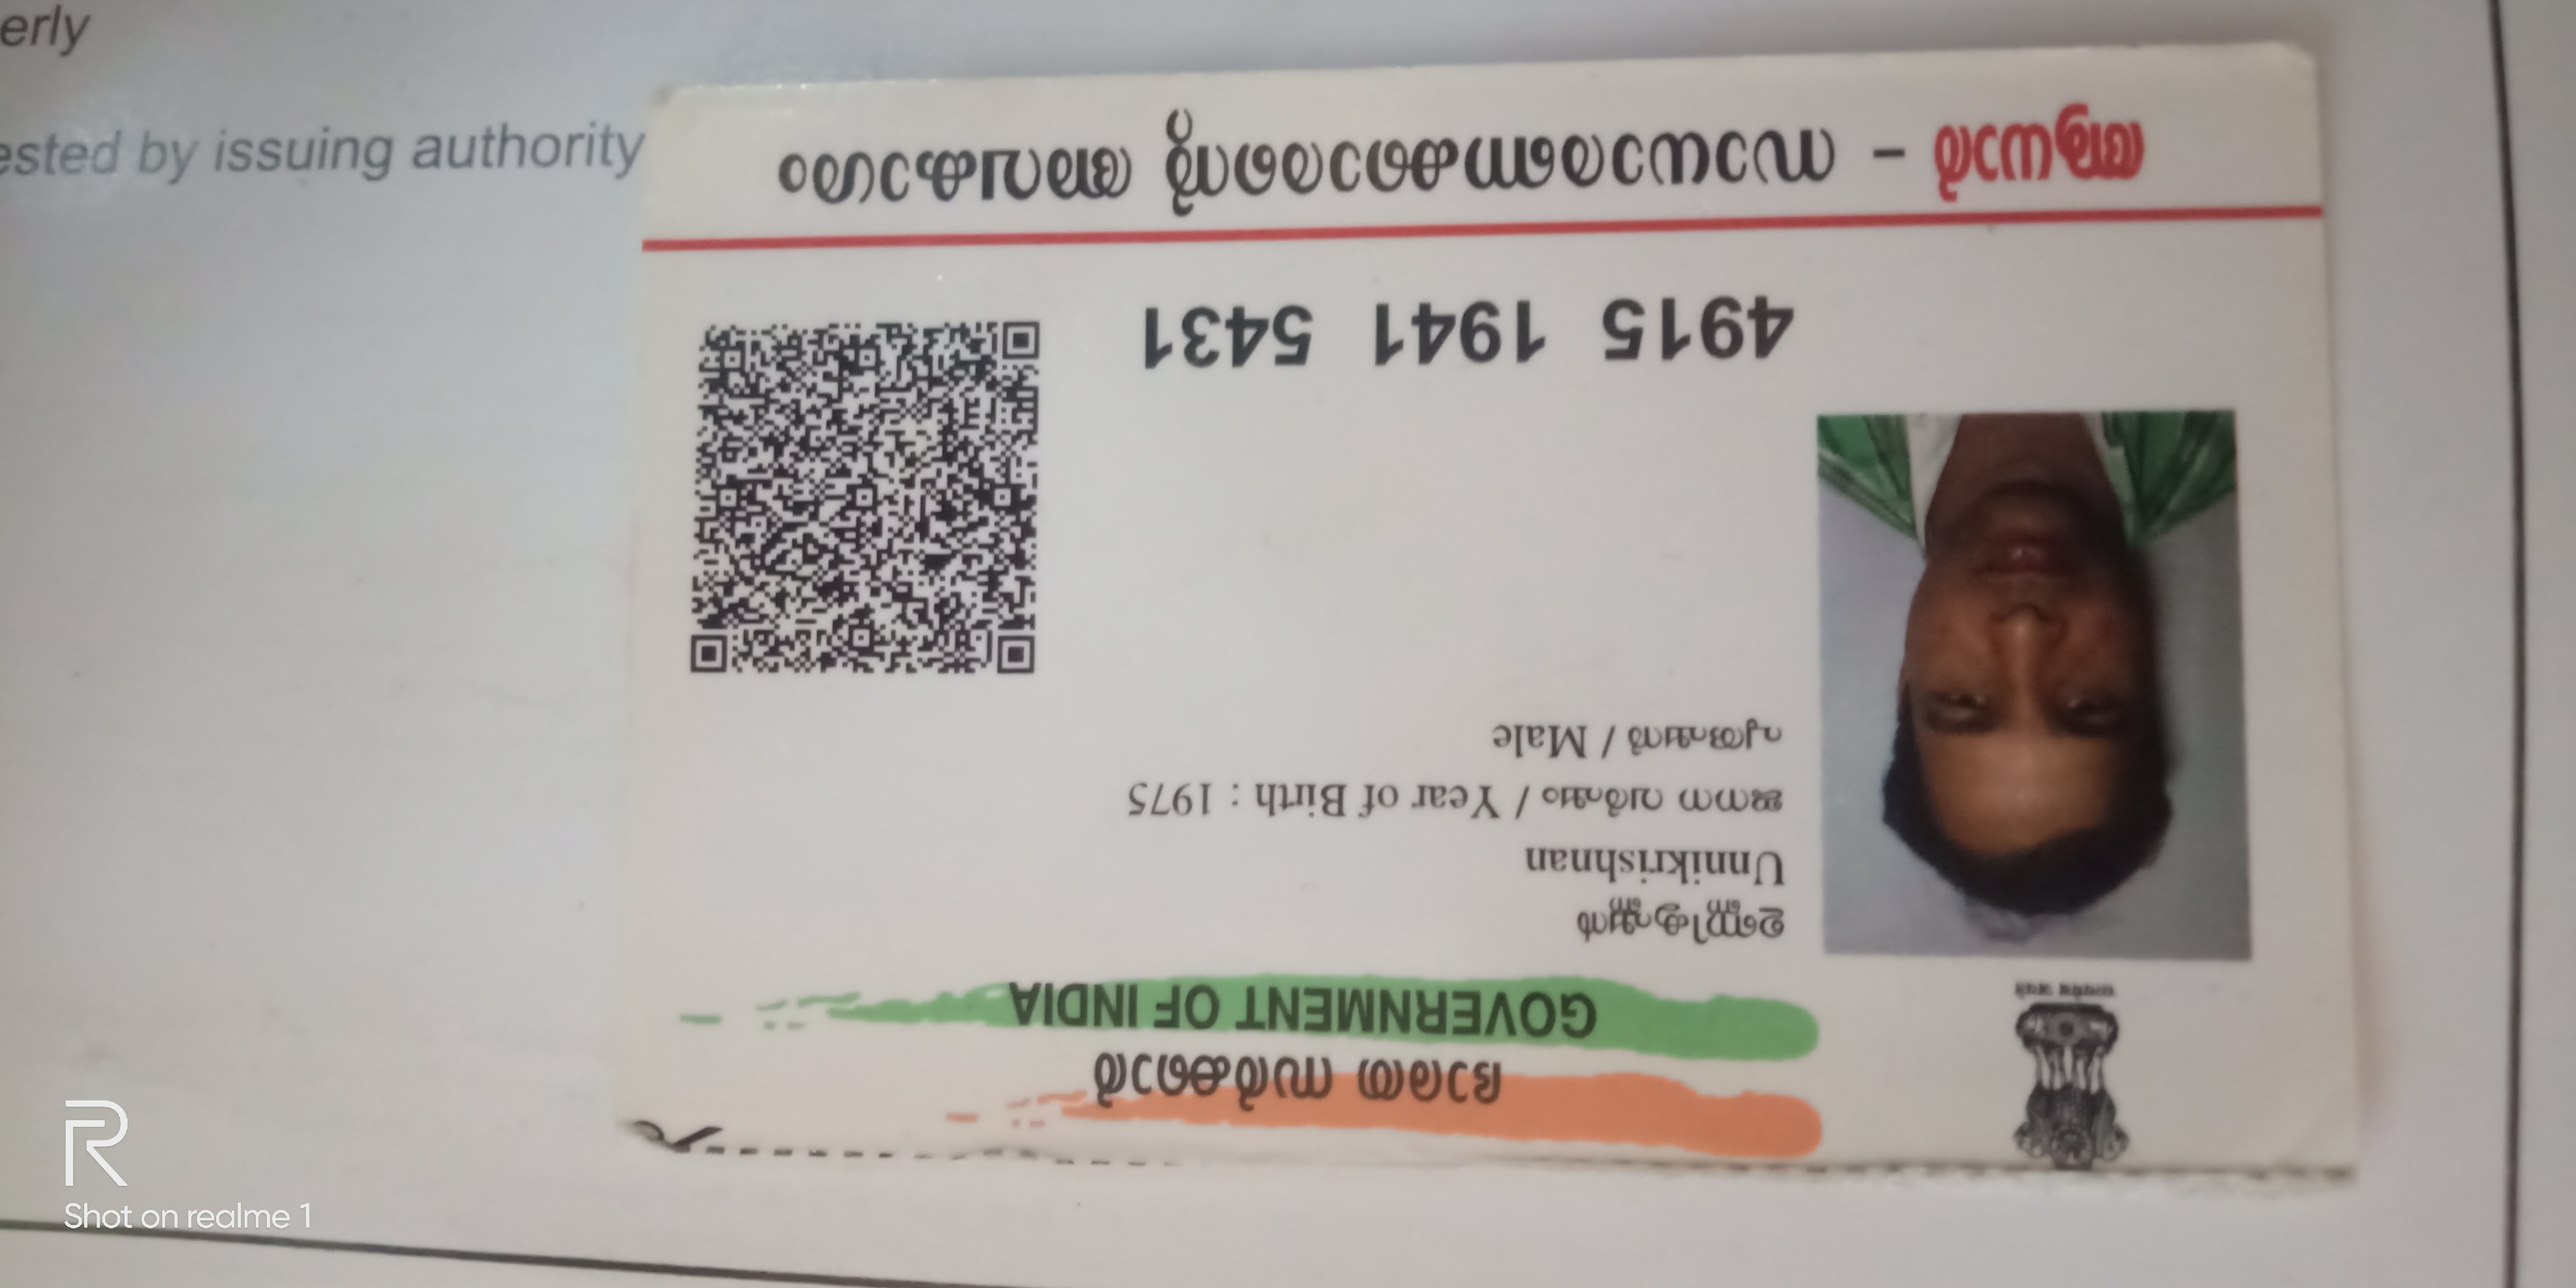 ഭാരത സർക്കാർ
GOVERNMENT OF INDIA
ഉണ്ണികൃഷ്ണൻ
Unnikrishnan
ജനന വർഷം / Year of Birth : 1975
പുരുഷൻ / Male
4915 1941 5431
ആധാർ - സാധാരണക്കാരന്റെ അവകാശം
erly
ested by issuing authority
R
Shot on realme 1